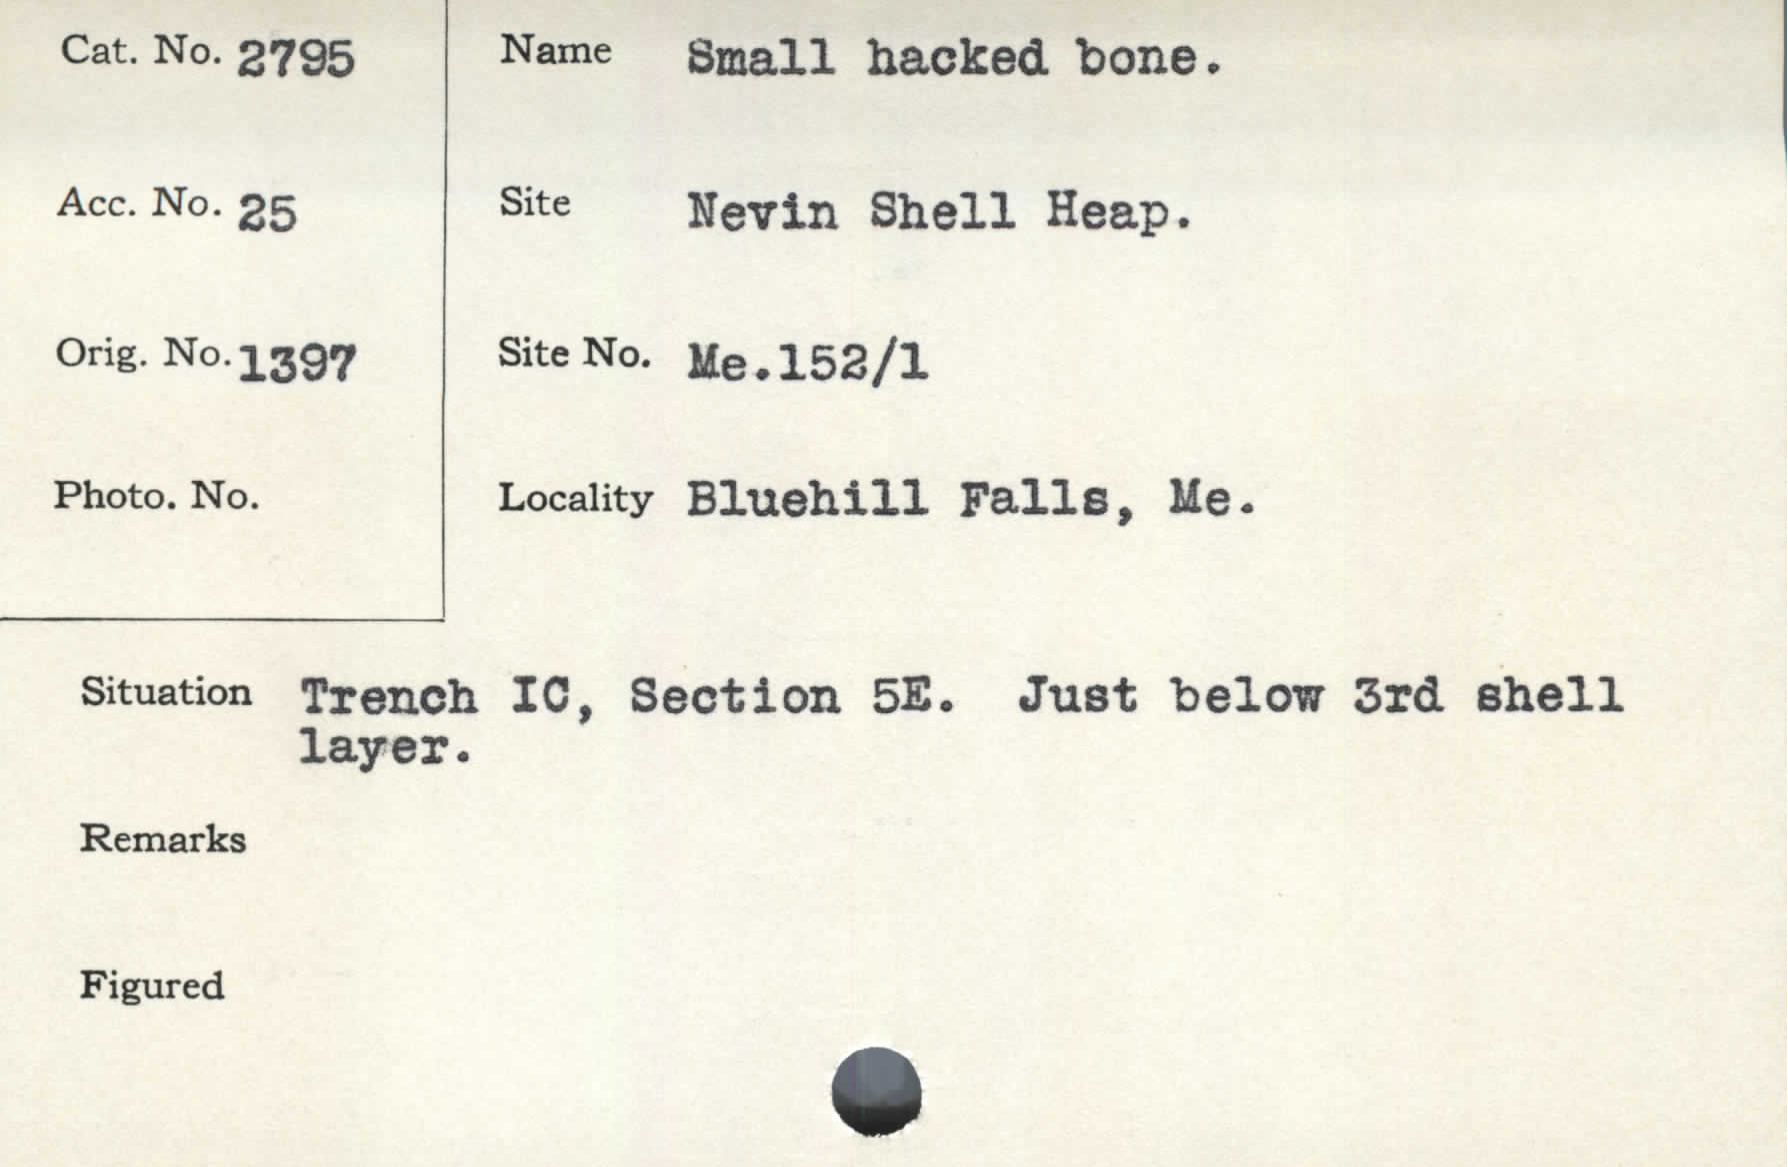 Cat. No. 2795
Name Small hacked bone.
Acc. No. 25
Site Nevin Shell Heap.
Orig. No. 1397
Site No. Me.152/1
Photo. No.
Locality Bluehill Falls, Me.
Situation Trench IC, Section 5E. Just below 3rd shell
layer.
Remarks
Figured